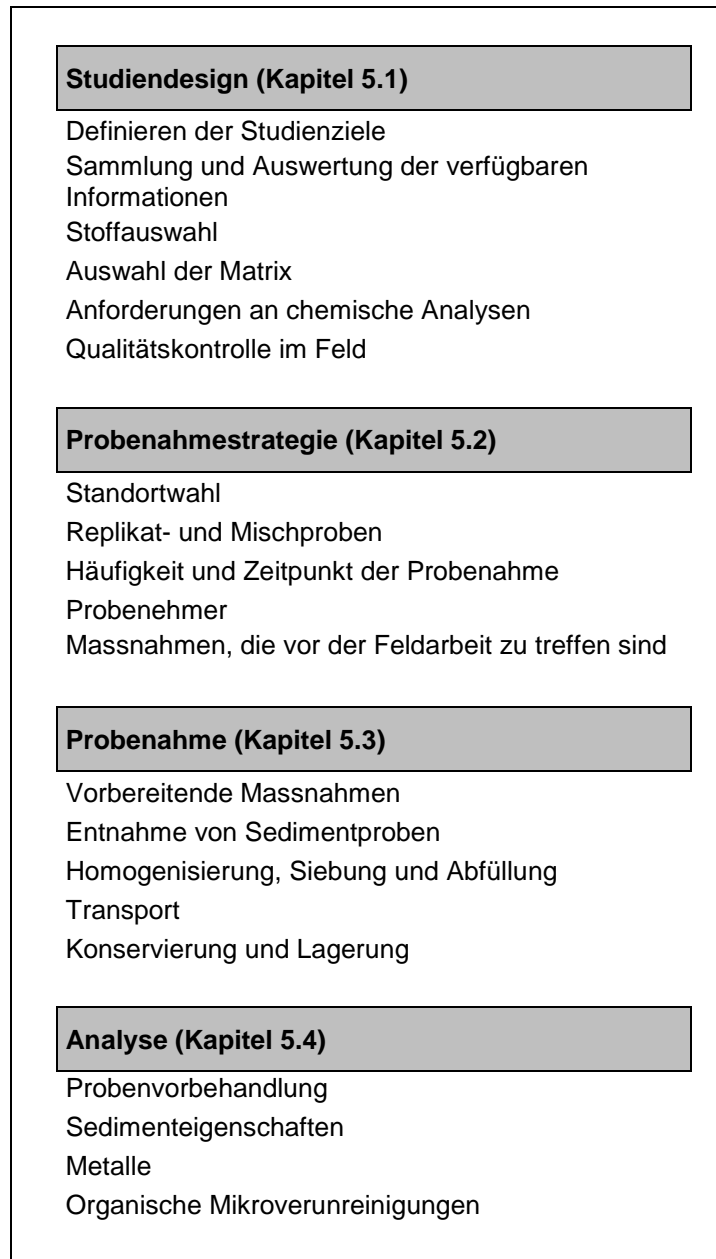 Studiendesign (Kapitel 5.1)
Definieren der Studienziele
Sammlung und Auswertung der verfügbaren
Informationen
Stoffauswahl
Auswahl der Matrix
Anforderungen an chemische Analysen
Qualitätskontrolle im Feld
Probenahmestrategie (Kapitel 5.2)
Standortwahl
Replikat- und Mischproben
Häufigkeit und Zeitpunkt der Probenahme
Probenehmer
Massnahmen, die vor der Feldarbeit zu treffen sind
Probenahme (Kapitel 5.3)
Vorbereitende Massnahmen
Entnahme von Sedimentproben
Homogenisierung, Siebung und Abfüllung
Transport
Konservierung und Lagerung
Analyse (Kapitel 5.4)
Probenvorbehandlung
Sedimenteigenschaften
Metalle
Organische Mikroverunreinigungen